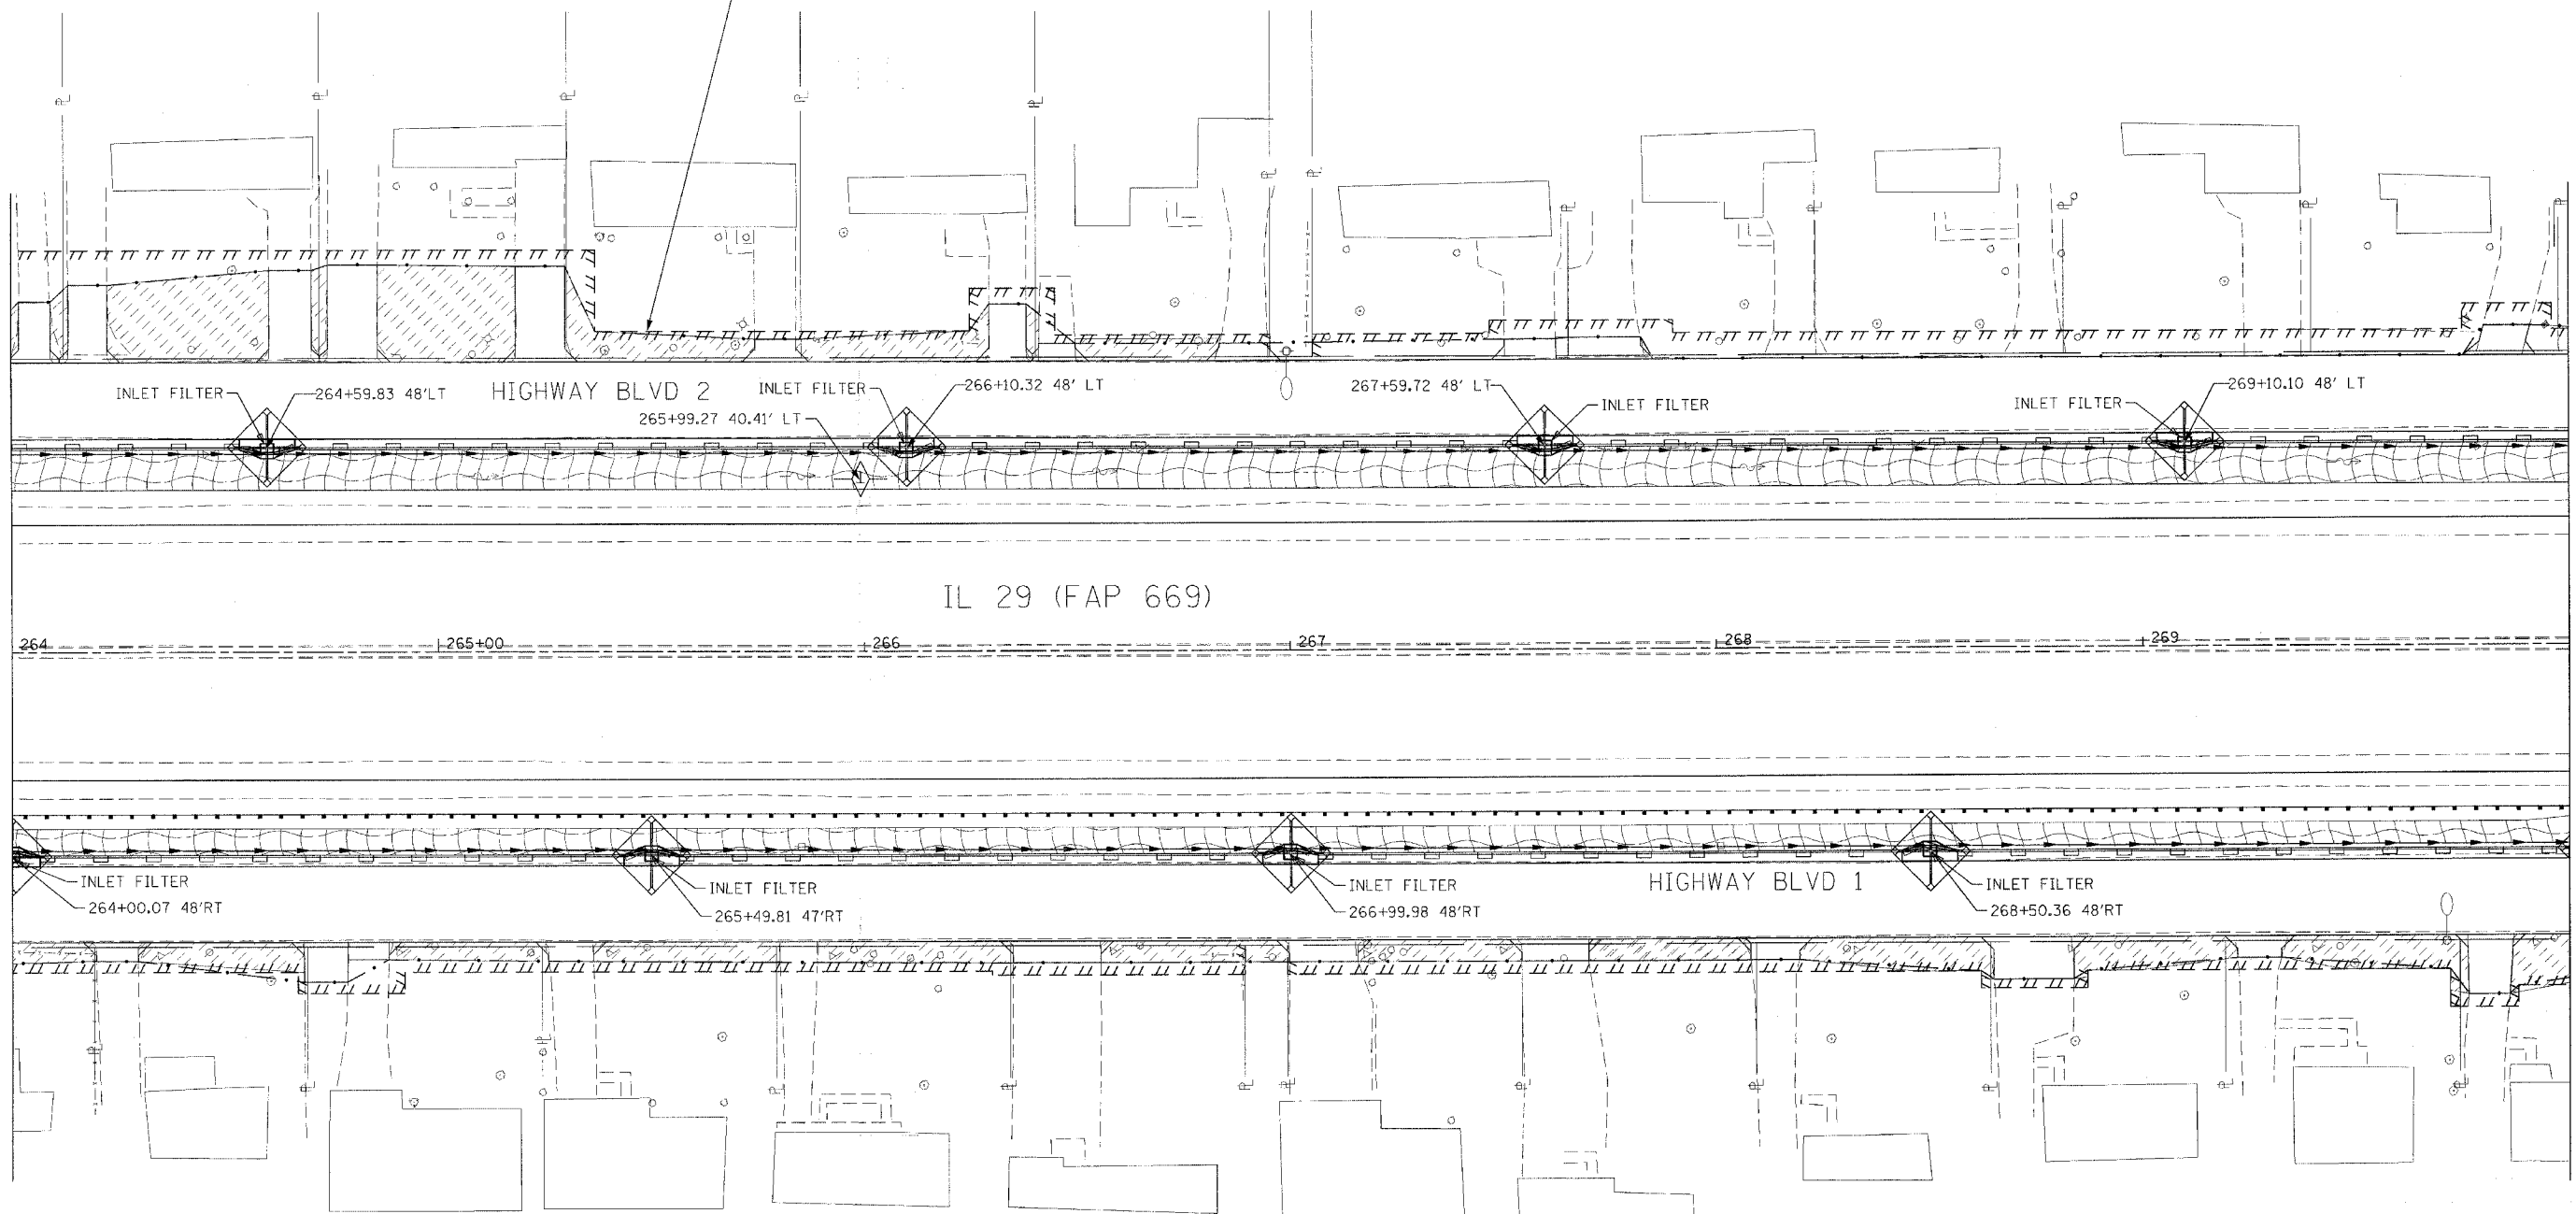 INLET FILTER
264+59.83 48'LT
HIGHWAY BLVD 2
INLET FILTER
266+10.32 48' LT
265+99.27 40.41' LT
267+59.72 48' LT
INLET FILTER
INLET FILTER
269+10.10 48' LT
IL 29 (FAP 669)
264
265+00
266
267
268
269
INLET FILTER
264+00.07 48'RT
INLET FILTER
265+49.81 47'RT
INLET FILTER
266+99.98 48'RT
HIGHWAY BLVD 1
INLET FILTER
268+50.36 48'RT